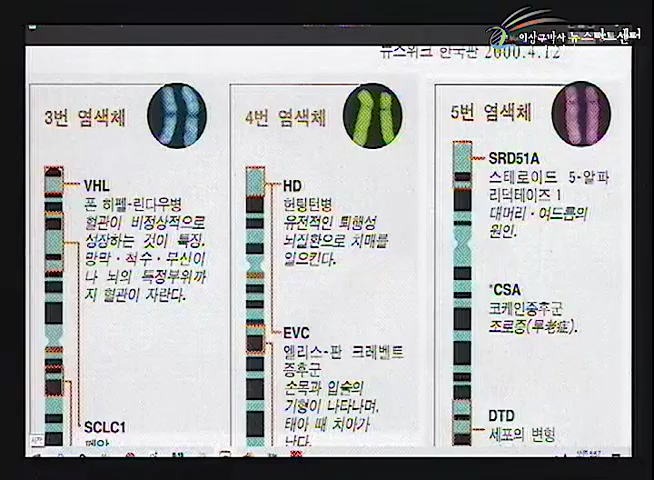 이상구박사 뉴스타트센터
뉴스위크 한국판 2000.4.12
3번 염색체
VHL
폰 히펠-린다우병
혈관이 비정상적으로
성장하는 것이 특징.
망막·척수·부신이
나 뇌의 특정부위까
지 혈관이 자란다.
SCLC1
폐암
4번 염색체
HD
헌팅턴병
유전적인 퇴행성
뇌질환으로 치매를
일으킨다.
EVC
엘리스-판 크레벨트
증후군
손목과 입술의
기형이 나타나며,
태아 때 치아가
난다.
5번 염색체
SRD51A
스테로이드 5-알파
리덕테이즈 1
대머리·여드름의
원인.
*CSA
코케인증후군
조로증(早老症).
DTD
세포의 변형